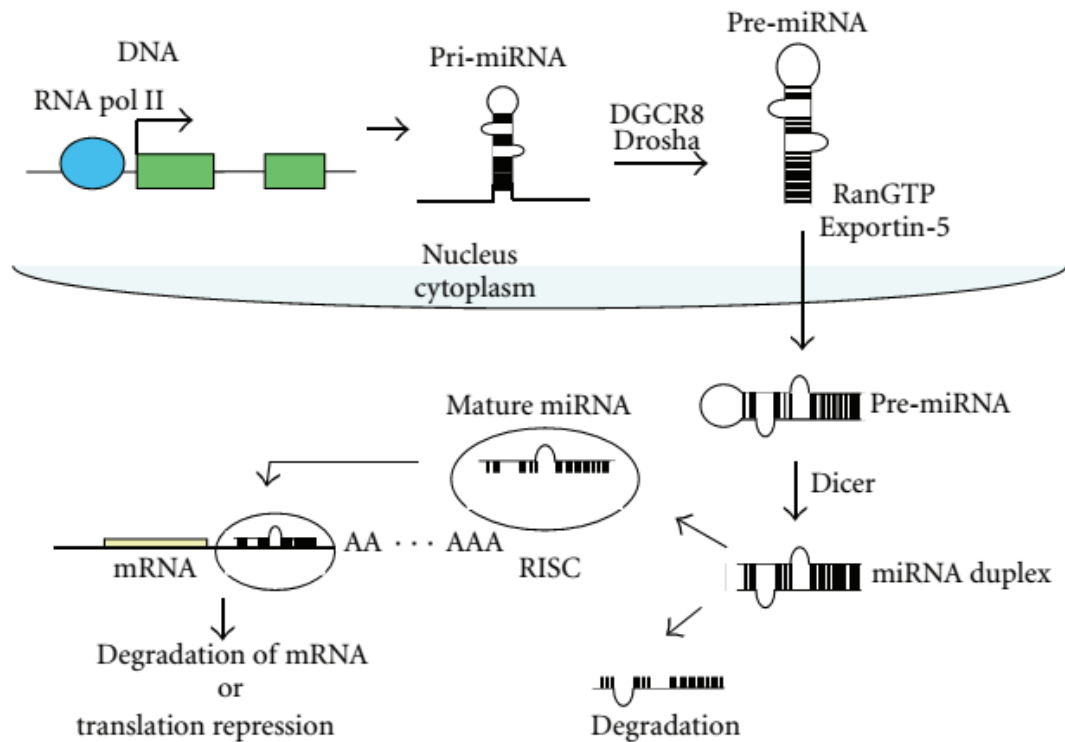 DNA
RNA pol II
Pri-miRNA
DGCR8
Drosha
Pre-miRNA
RanGTP
Exportin-5
Nucleus
cytoplasm
Pre-miRNA
Dicer
miRNA duplex
Mature miRNA
RISC
AA · · · AAA
mRNA
Degradation of mRNA
or
translation repression
Degradation